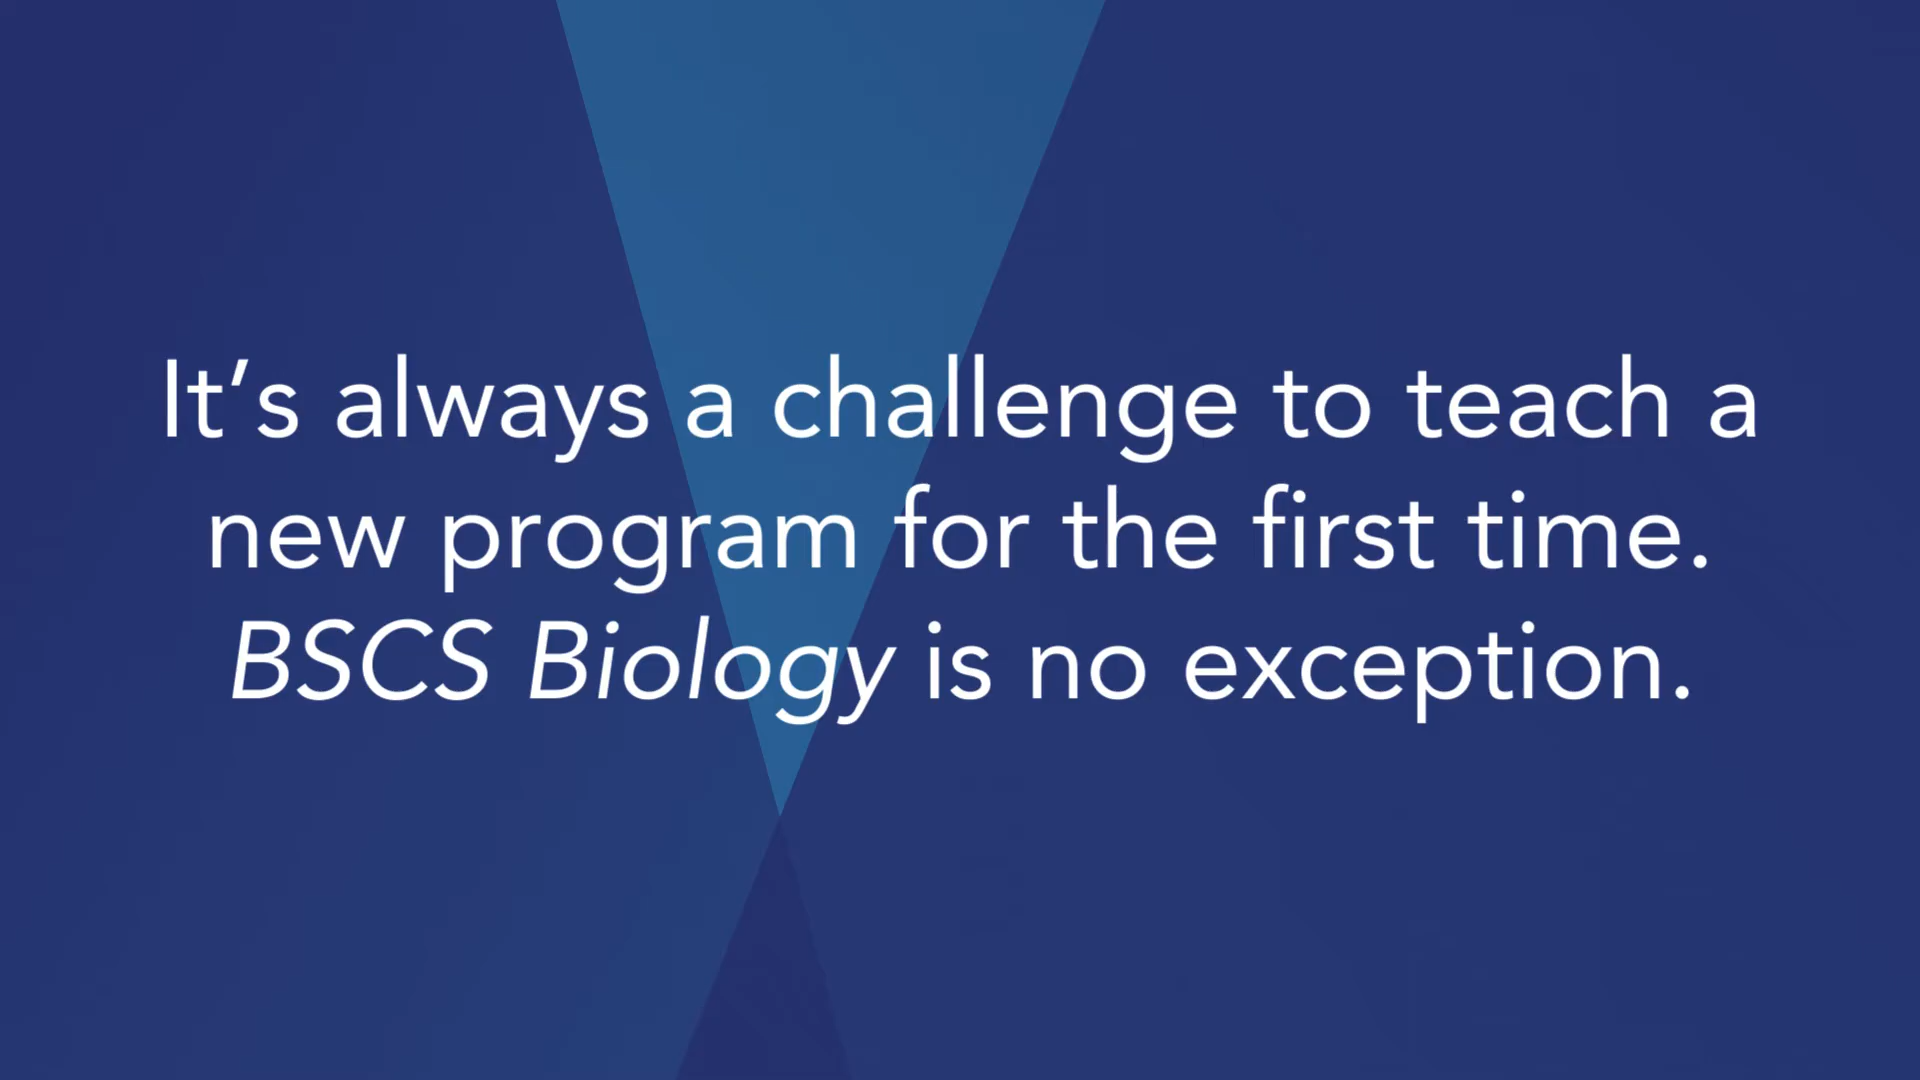 It’s always a challenge to teach a
new program for the first time.
BSCS Biology is no exception.